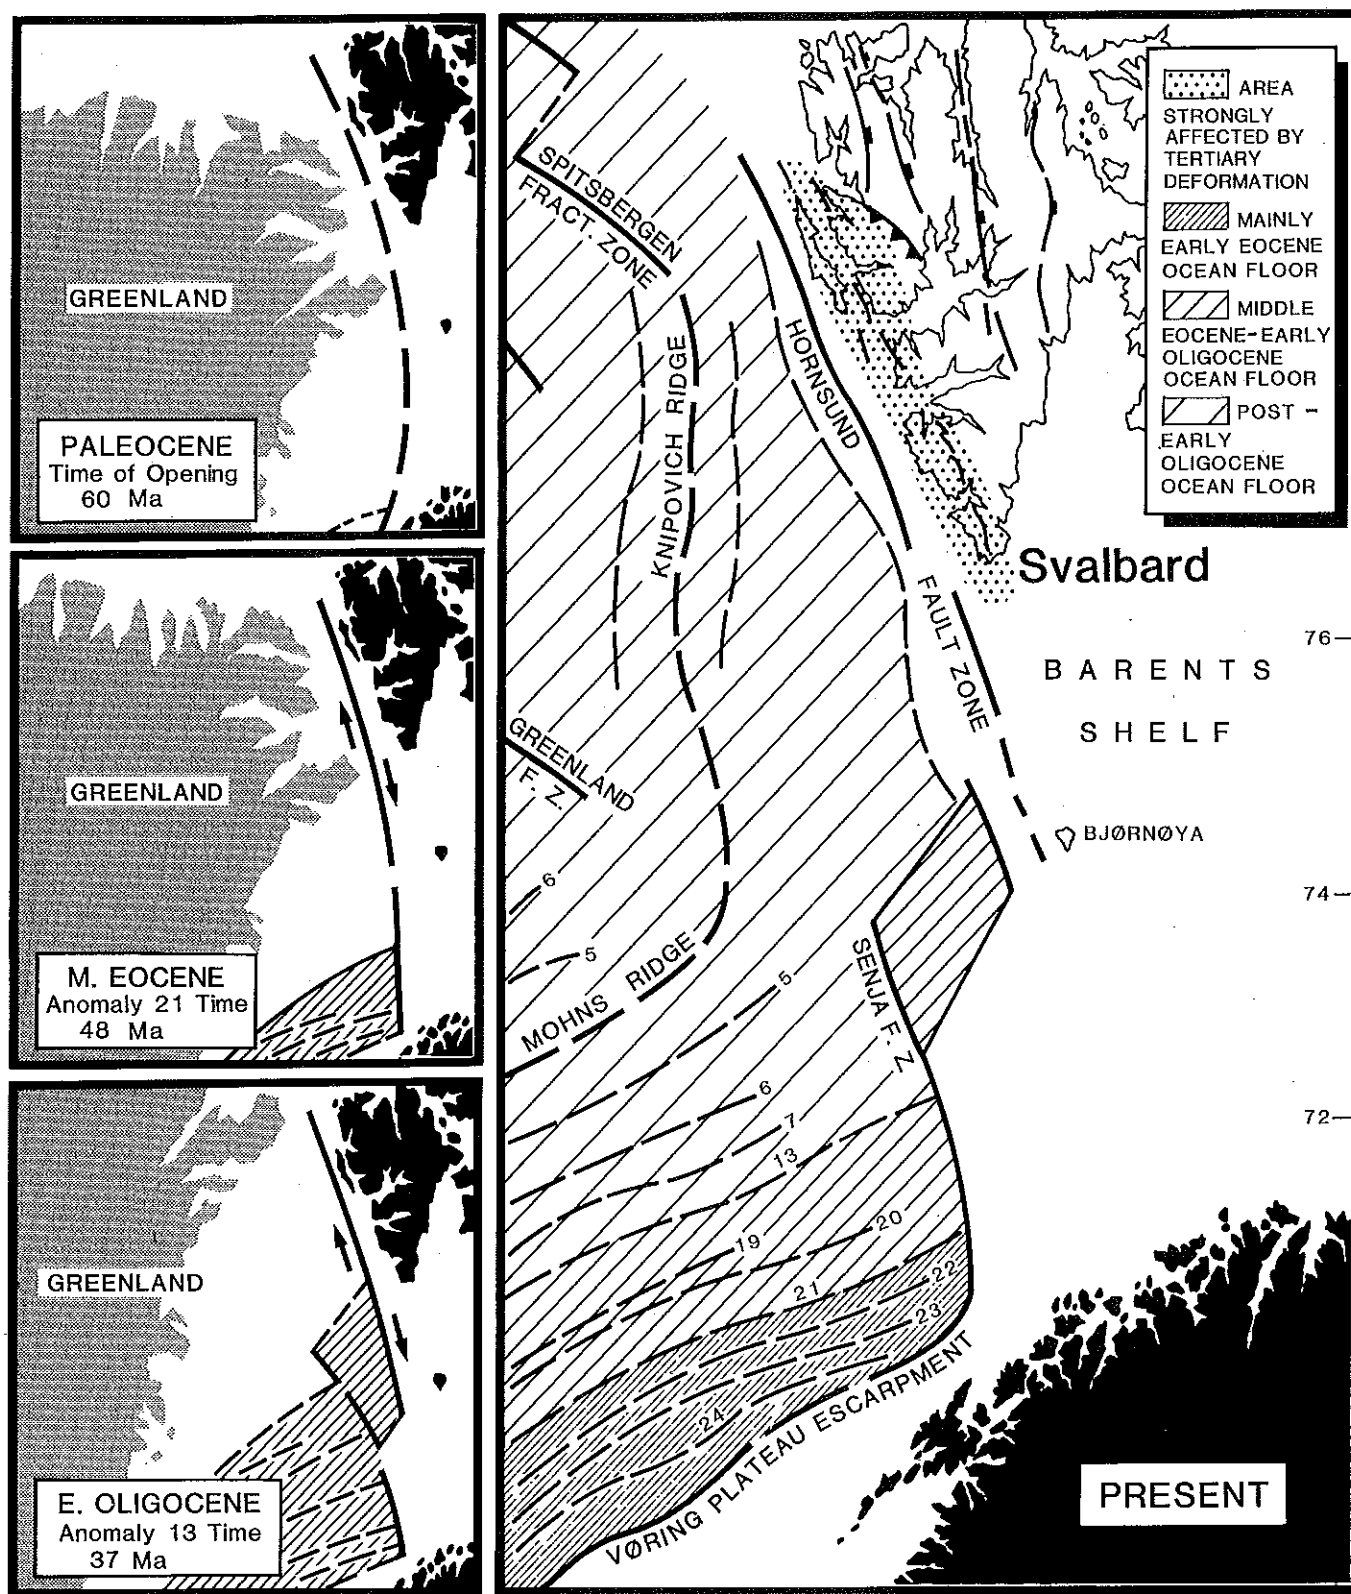 GREENLAND
PALEOCENE
Time of Opening
60 Ma
GREENLAND
M. EOCENE
Anomaly 21 Time
48 Ma
GREENLAND
E. OLIGOCENE
Anomaly 13 Time
37 Ma
SPITSBERGEN
FRACT. ZONE
KNIPOVICH RIDGE
HORNSUND
FAULT ZONE
GREENLAND
F. Z.
MOHNS RIDGE
SENJA F. Z.
6
5
5
6
7
13
19
20
21
22
23
24
VØRING PLATEAU ESCARPMENT
AREA
STRONGLY
AFFECTED BY
TERTIARY
DEFORMATION
MAINLY
EARLY EOCENE
OCEAN FLOOR
MIDDLE
EOCENE-EARLY
OLIGOCENE
OCEAN FLOOR
POST -
EARLY
OLIGOCENE
OCEAN FLOOR
Svalbard
76
BARENTS
SHELF
BJØRNØYA
74
72
PRESENT